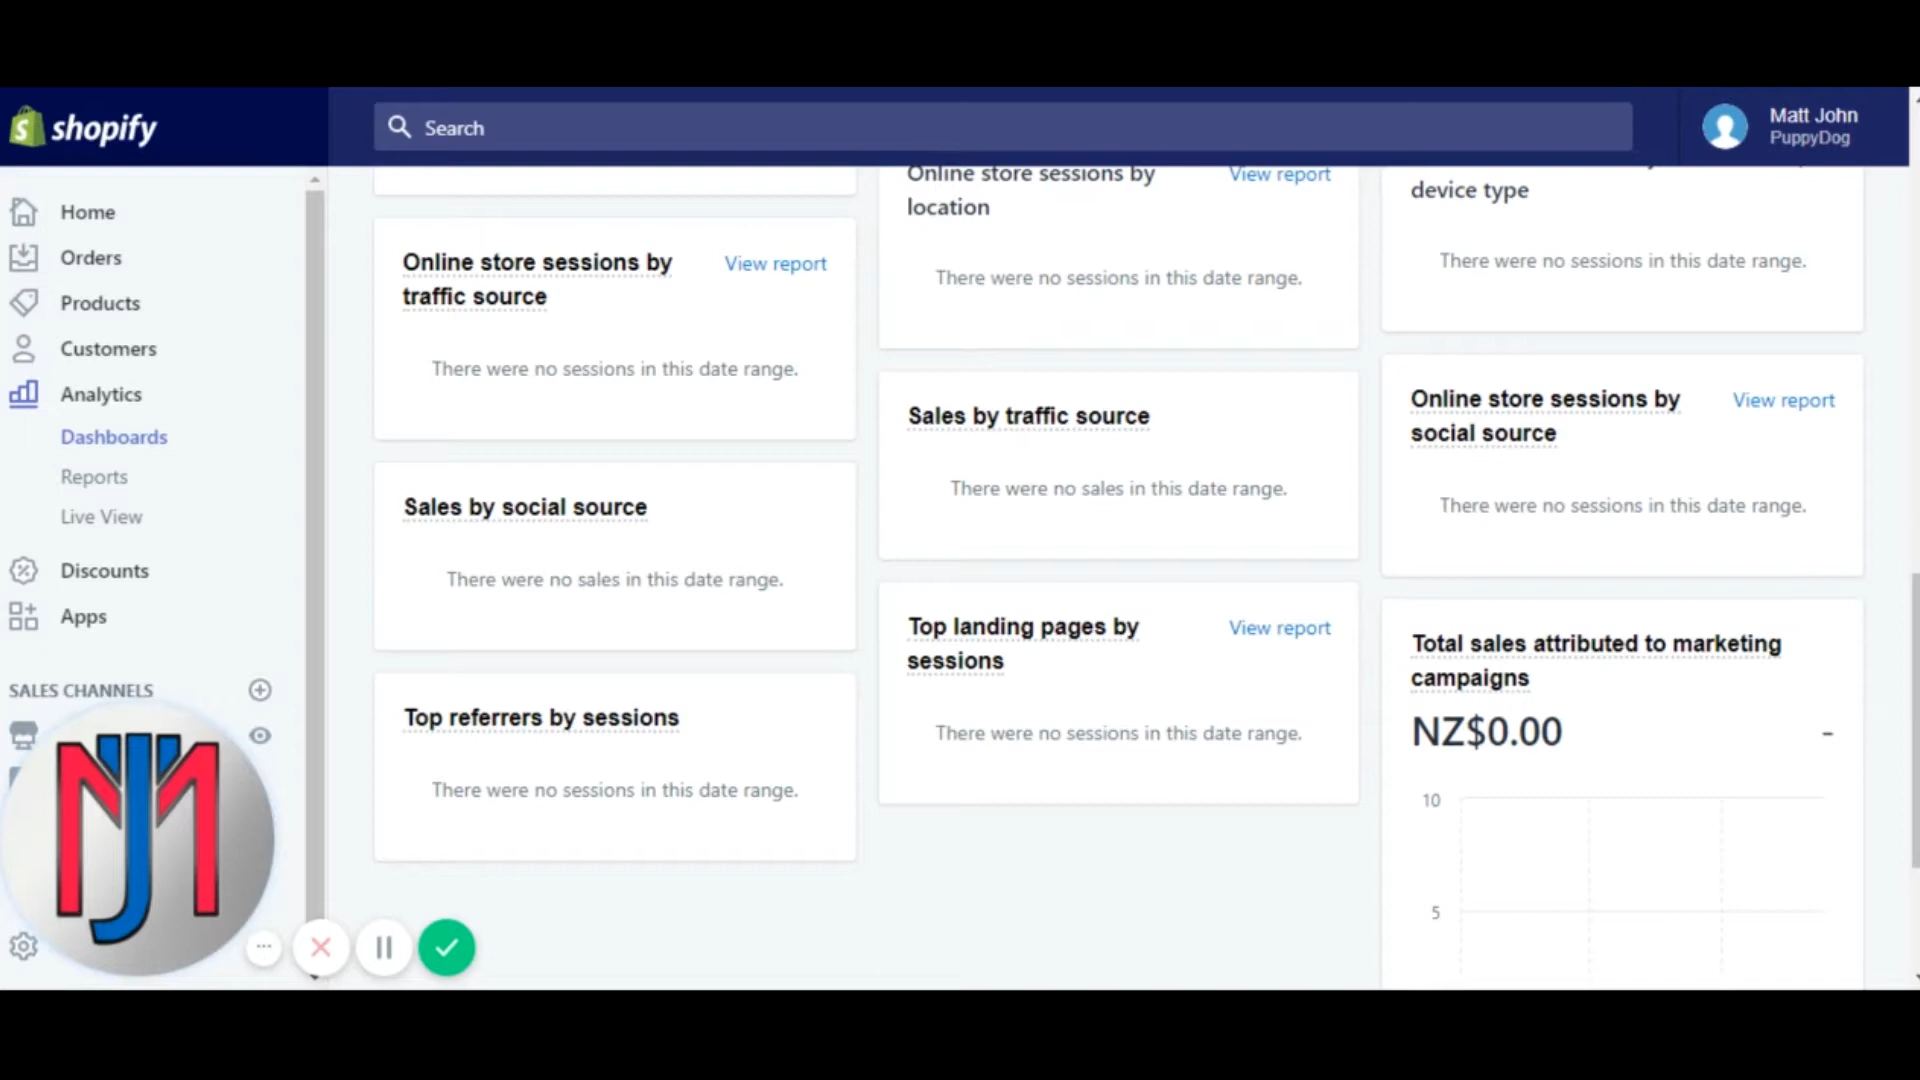 shopify
Search
Matt John
PuppyDog
Home
Orders
Products
Customers
Analytics
Dashboards
Reports
Live View
Discounts
Apps
SALES CHANNELS
MJM
Online store sessions by
traffic source
View report
There were no sessions in this date range.
Sales by social source
There were no sales in this date range.
Top referrers by sessions
There were no sessions in this date range.
Online store sessions by
location
View report
There were no sessions in this date range.
Sales by traffic source
There were no sales in this date range.
Top landing pages by
sessions
View report
There were no sessions in this date range.
device type
There were no sessions in this date range.
Online store sessions by
social source
View report
There were no sessions in this date range.
Total sales attributed to marketing
campaigns
NZ$0.00
-
10
5